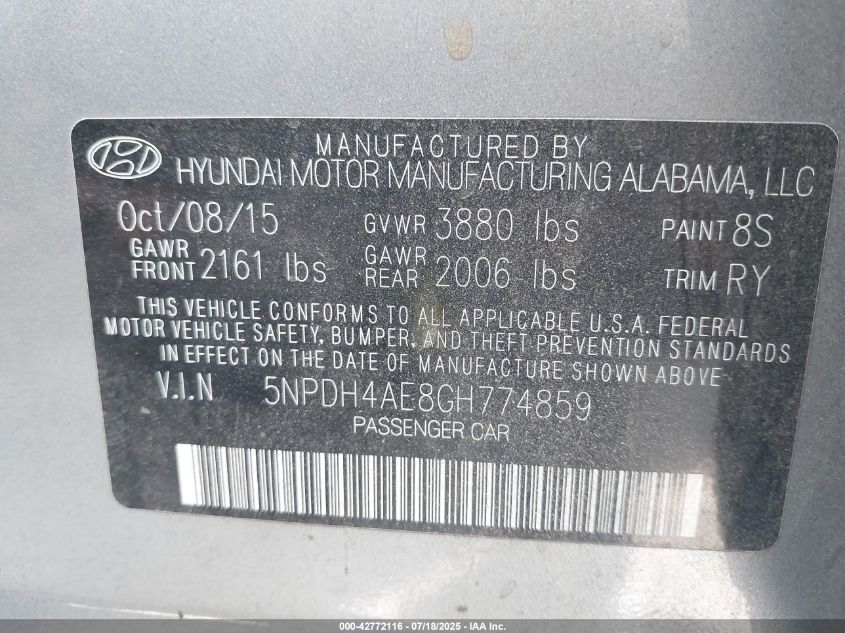 MANUFACTURED BY
HYUNDAI MOTOR MANUFACTURING ALABAMA, LLC
Oct/08/15 GVWR 3880 lbs PAINT 8S
GAWR FRONT 2161 lbs GAWR REAR 2006 lbs TRIM RY
THIS VEHICLE CONFORMS TO ALL APPLICABLE U.S.A. FEDERAL
MOTOR VEHICLE SAFETY, BUMPER, AND THEFT PREVENTION STANDARDS
IN EFFECT ON THE DATE OF MANUFACTURE SHOWN ABOVE
V.I.N 5NPDH4AE8GH774859
PASSENGER CAR
000-42772116 - 07/18/2025 - IAA Inc.